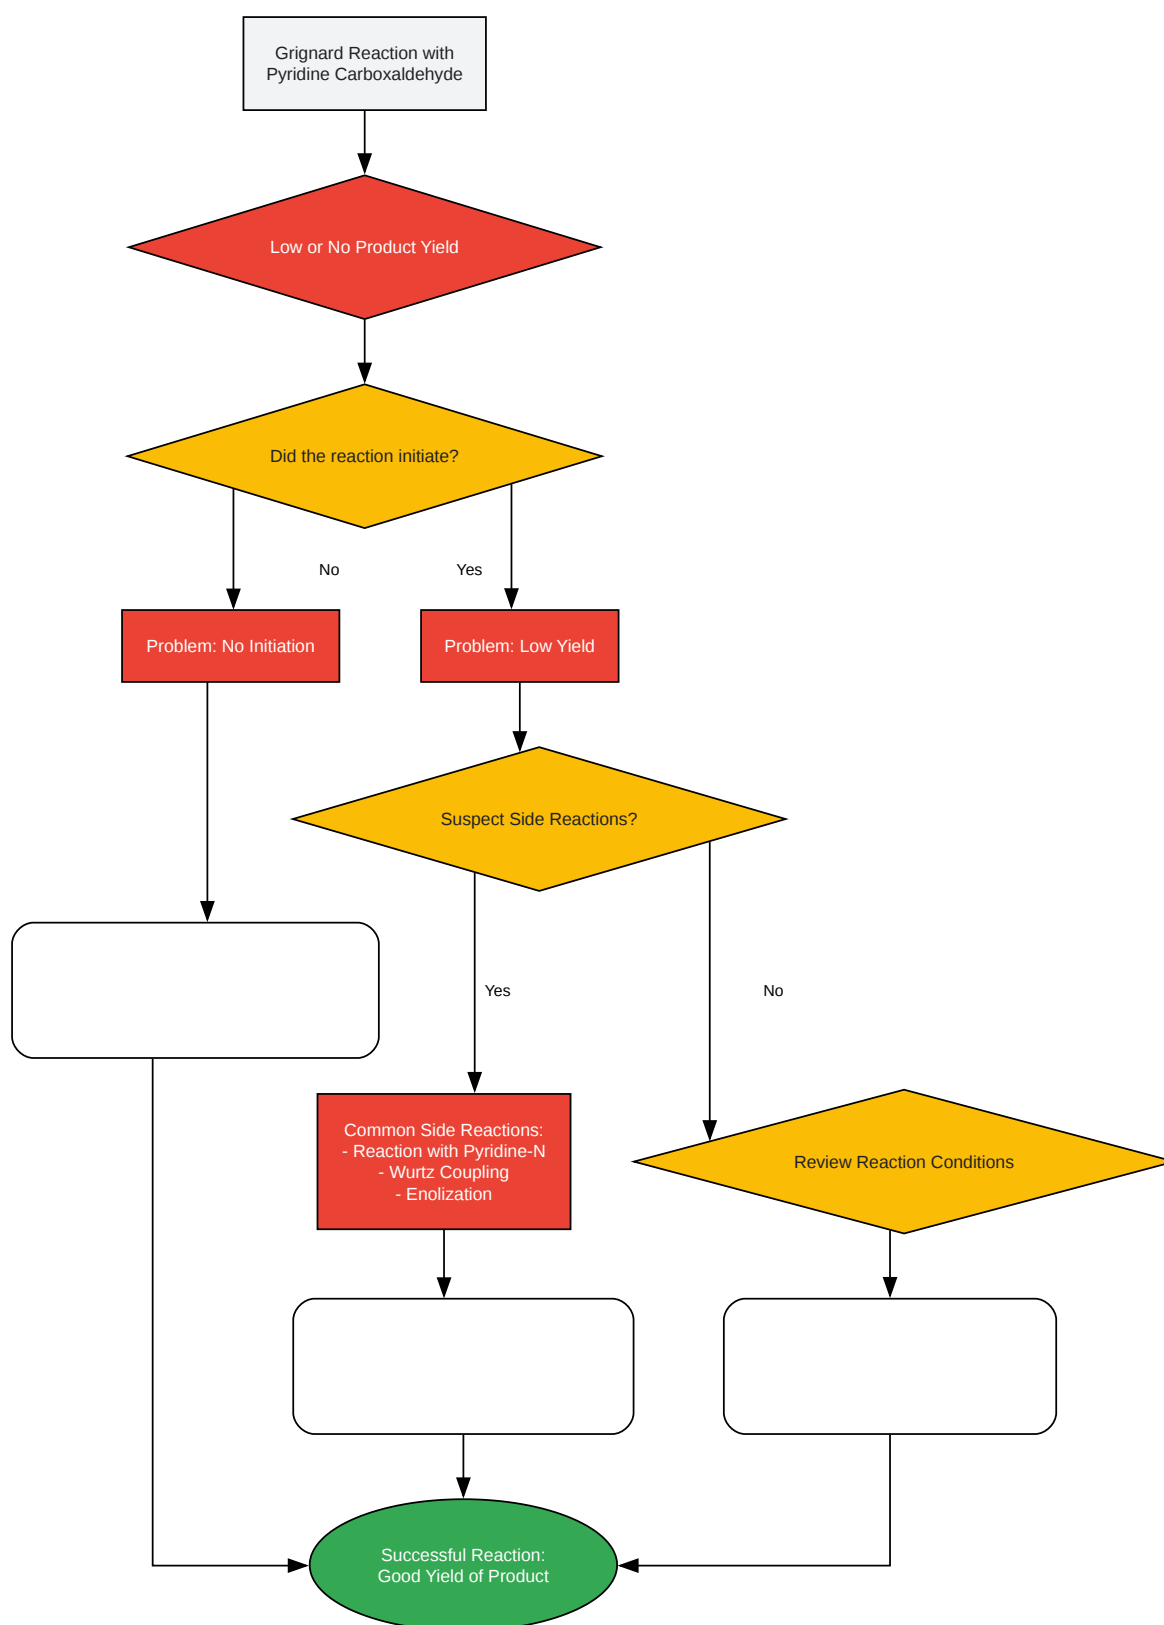 Grignard Reaction with
Pyridine Carboxaldehyde
Low or No Product Yield
Did the reaction initiate?
No
Yes
Problem: No Initiation
Problem: Low Yield
Suspect Side Reactions?
Yes
No
Common Side Reactions:
- Reaction with Pyridine-N
- Wurtz Coupling
- Enolization
Review Reaction Conditions
Successful Reaction:
Good Yield of Product